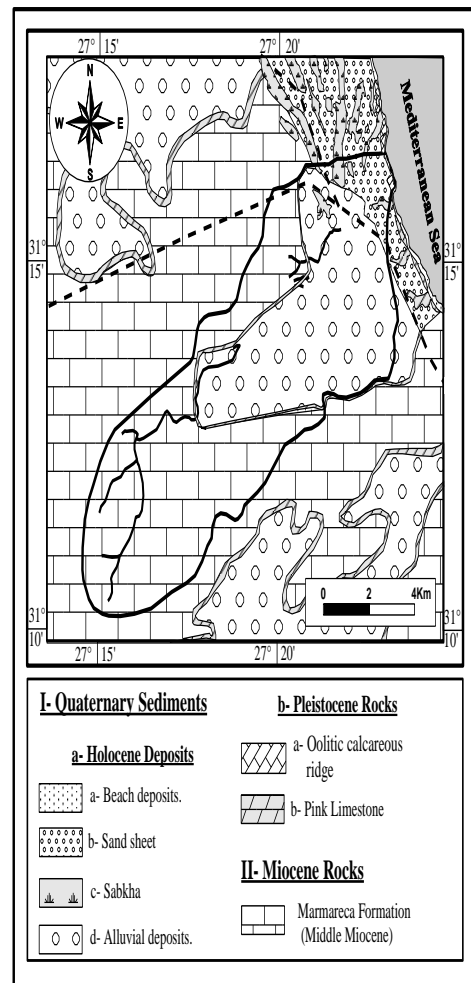 27° 15'
27° 20'
N
W E
S
Mediterranean Sea
31° 15'
31° 15'
0 2 4Km
31° 10'
31° 10'
27° 15'
27° 20'
I- Quaternary Sediments
a- Holocene Deposits
a- Beach deposits.
b- Sand sheet
c- Sabkha
d- Alluvial deposits.
b- Pleistocene Rocks
a- Oolitic calcareous
ridge
b- Pink Limestone
II- Miocene Rocks
Marmareca Formation
(Middle Miocene)